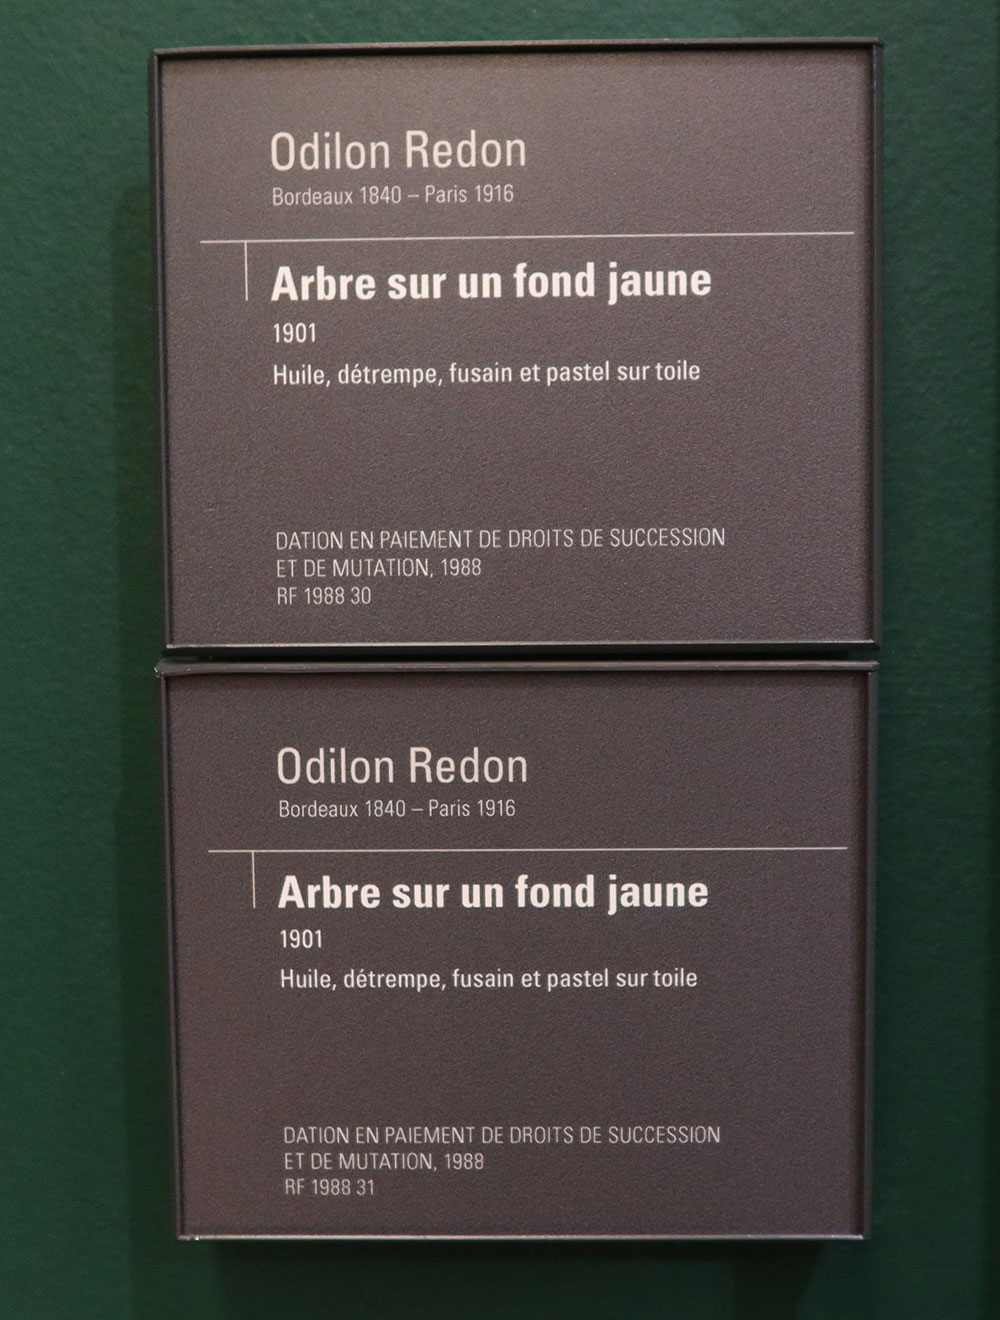 Odilon Redon
Bordeaux 1840 – Paris 1916
Arbre sur un fond jaune
1901
Huile, détrempe, fusain et pastel sur toile
DATION EN PAIEMENT DE DROITS DE SUCCESSION
ET DE MUTATION, 1988
RF 1988 30
Odilon Redon
Bordeaux 1840 – Paris 1916
Arbre sur un fond jaune
1901
Huile, détrempe, fusain et pastel sur toile
DATION EN PAIEMENT DE DROITS DE SUCCESSION
ET DE MUTATION, 1988
RF 1988 31